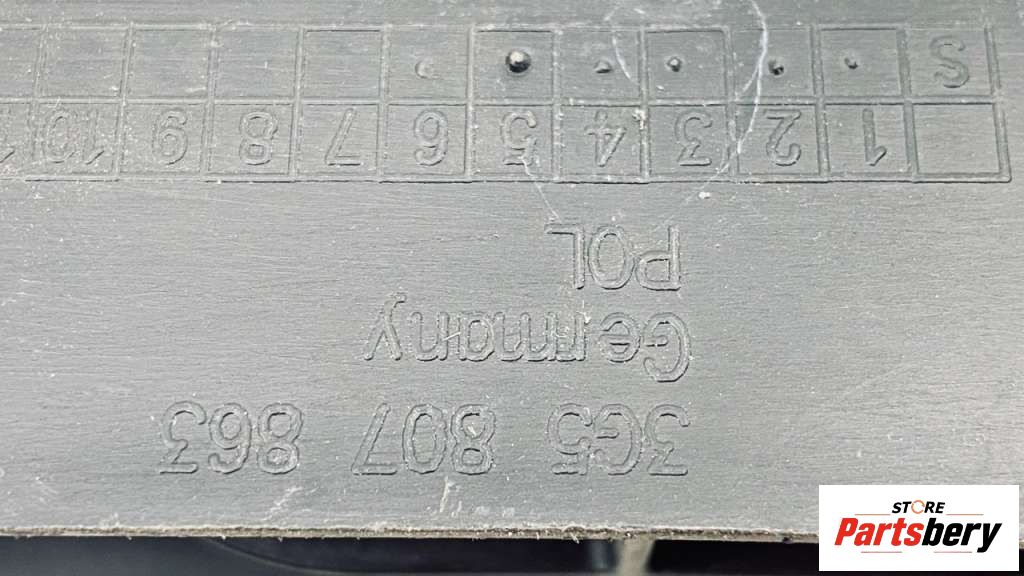 3G5 807 863
Germany
POL
1 2 3 4 5 6 7 8 9 10
S
STORE
Partsbery